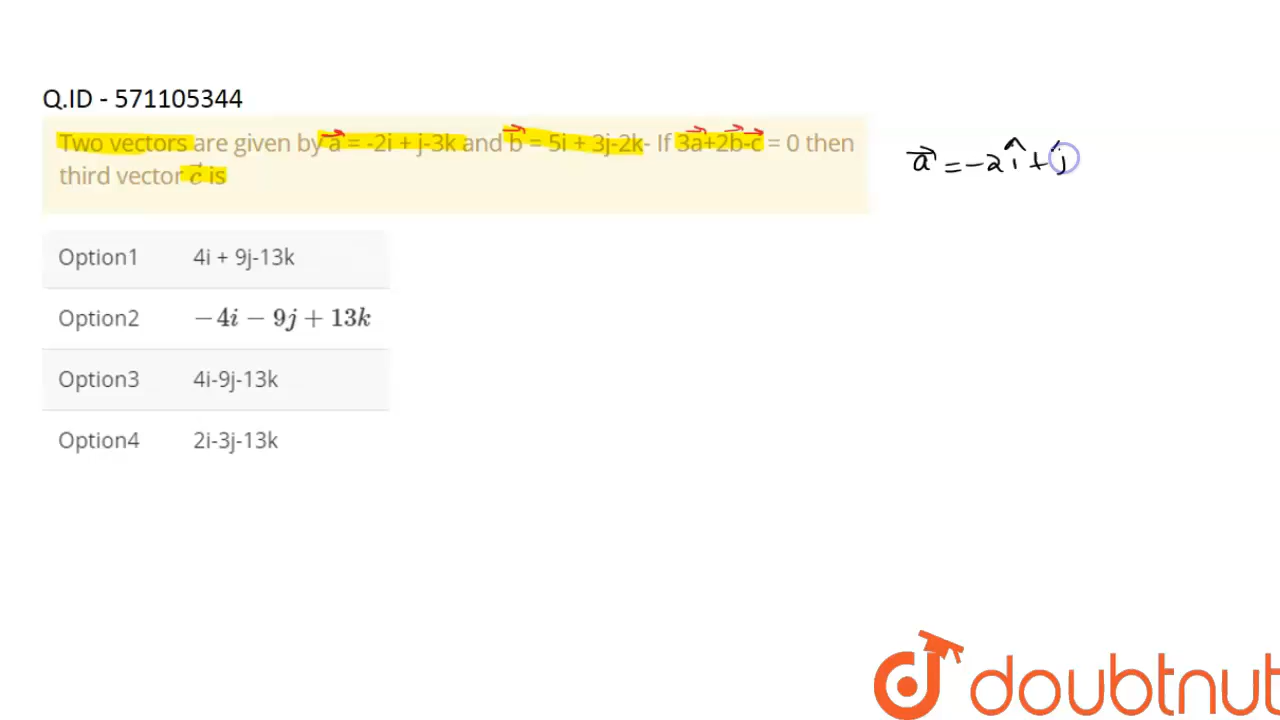 Q.ID - 571105344
Two vectors are given by a⃗ = -2i + j-3k and b⃗ = 5i + 3j-2k- If 3a⃗+2b⃗-c⃗ = 0 then
third vector c⃗ is
a⃗ = -2î + ĵ
Option1 4i + 9j-13k
Option2 −4i − 9j + 13k
Option3 4i-9j-13k
Option4 2i-3j-13k
doubtnut